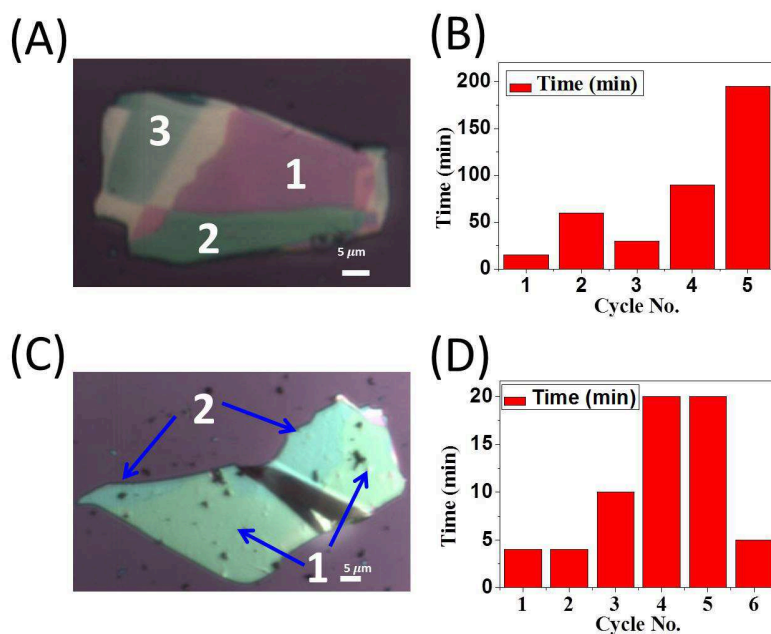 (A)
3
1
2
5 μm
(B)
Time (min)
Time (min)
200
150
100
50
0
1 2 3 4 5
Cycle No.
(C)
2
1
5 μm
(D)
Time (min)
Time (min)
20
15
10
5
0
1 2 3 4 5 6
Cycle No.